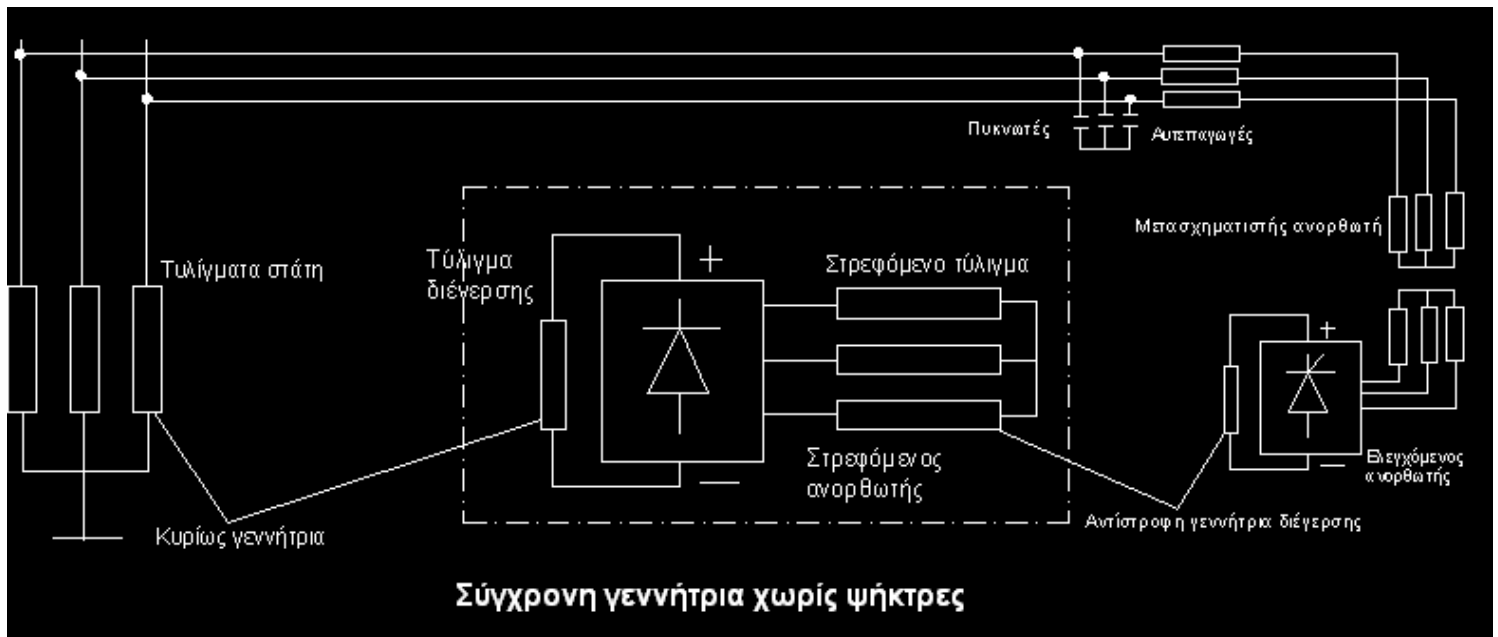 Πυκνωτές
Αυτεπαγωγές
Μετασχηματιστής ανορθωτή
Τυλίγματα στάτη
Τύλιγμα
διέγερσης
+
Στρεφόμενο τύλιγμα
+
Στρεφόμενος
ανορθωτής
—
—
Ελεγχόμενος
ανορθωτής
Κυρίως γεννήτρια
Αντίστροφη γεννήτρια διέγερσης
Σύγχρονη γεννήτρια χωρίς ψήκτρες